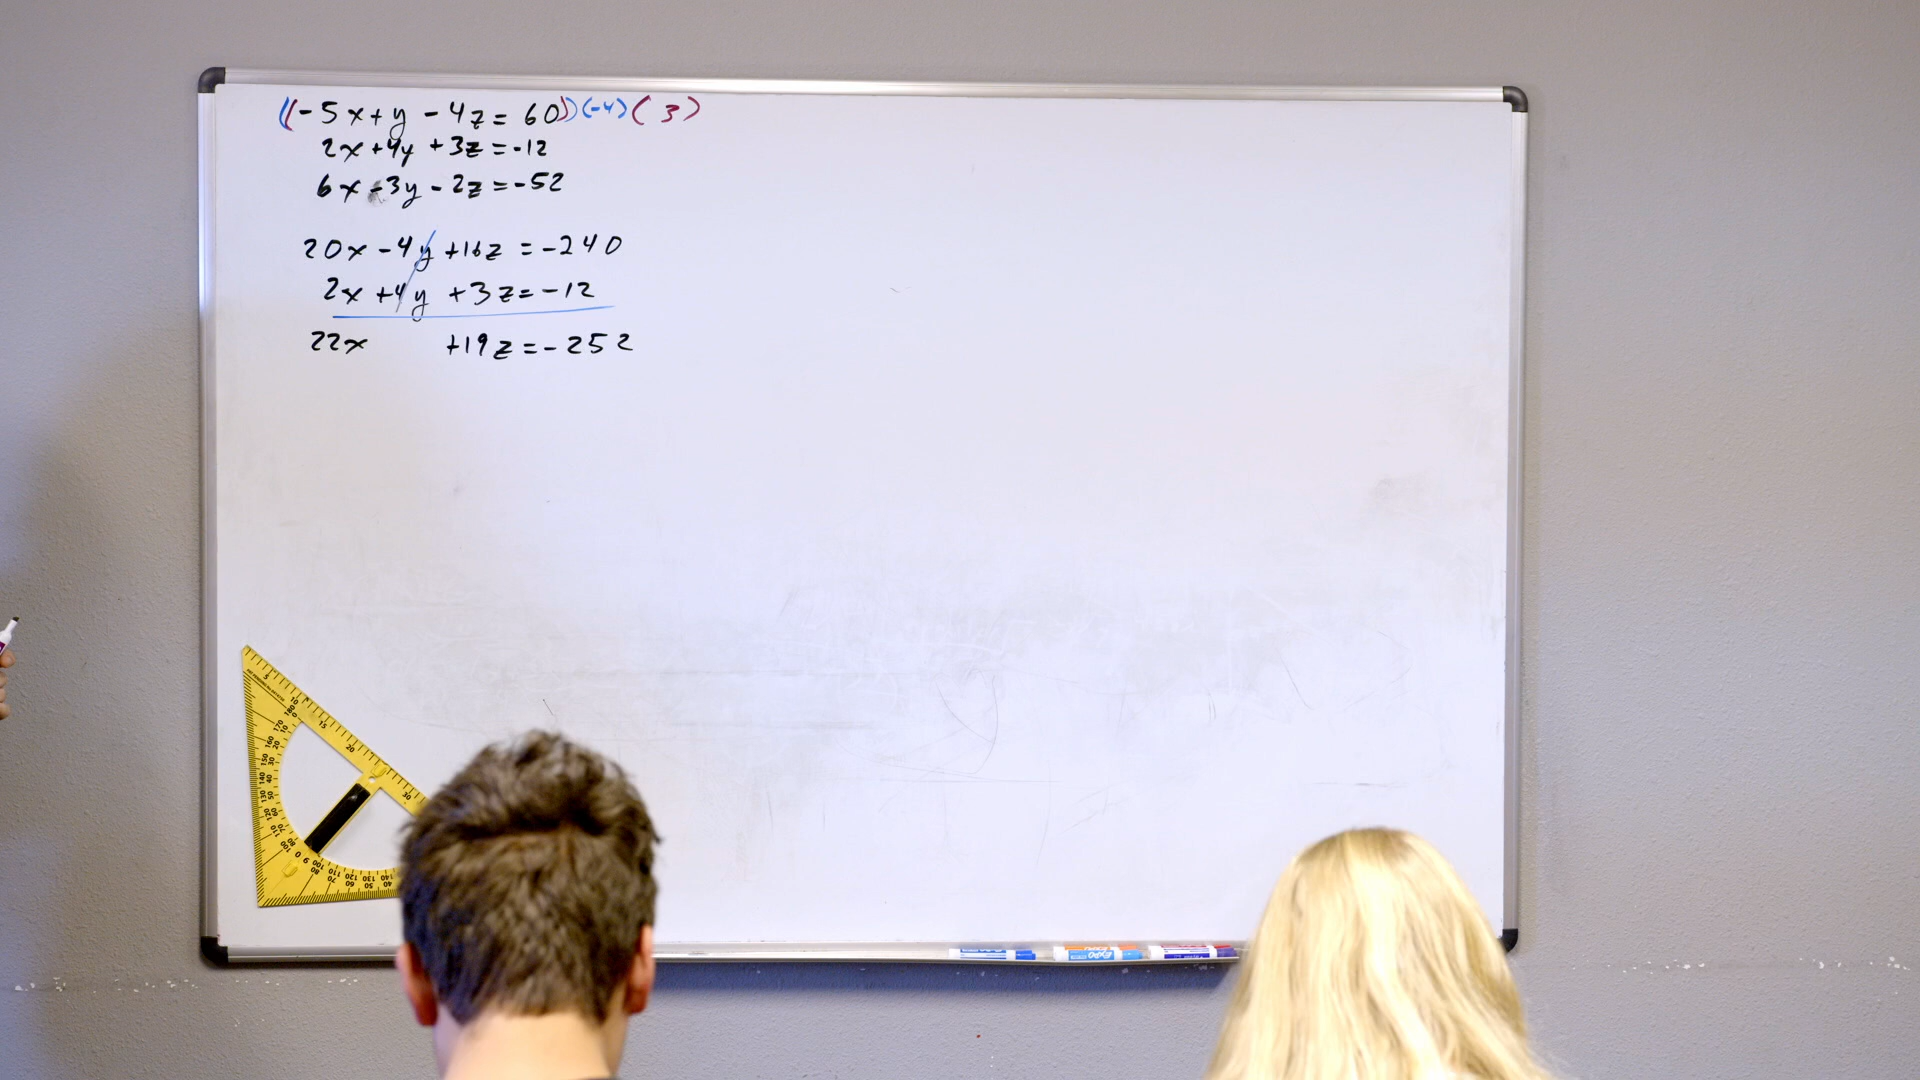 ((-5x+y-4z=60))(-4)(3)
2x+4y+3z=-12
6x-3y-2z=-52
20x-4y+16z=-240
2x+4y+3z=-12
22x +19z=-252